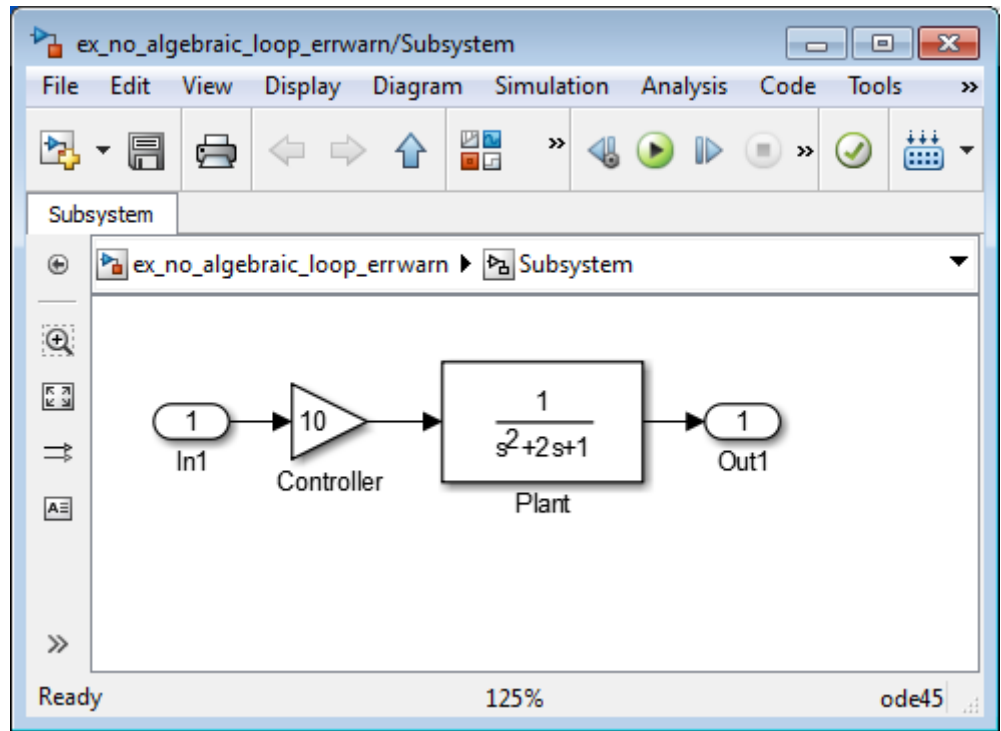 ex_no_algebraic_loop_errwarn/Subsystem
File Edit View Display Diagram Simulation Analysis Code Tools »
» »
Subsystem
ex_no_algebraic_loop_errwarn Subsystem
1 10 1 1
s²+2s+1
In1 Controller Plant Out1
A
»
Ready 125% ode45